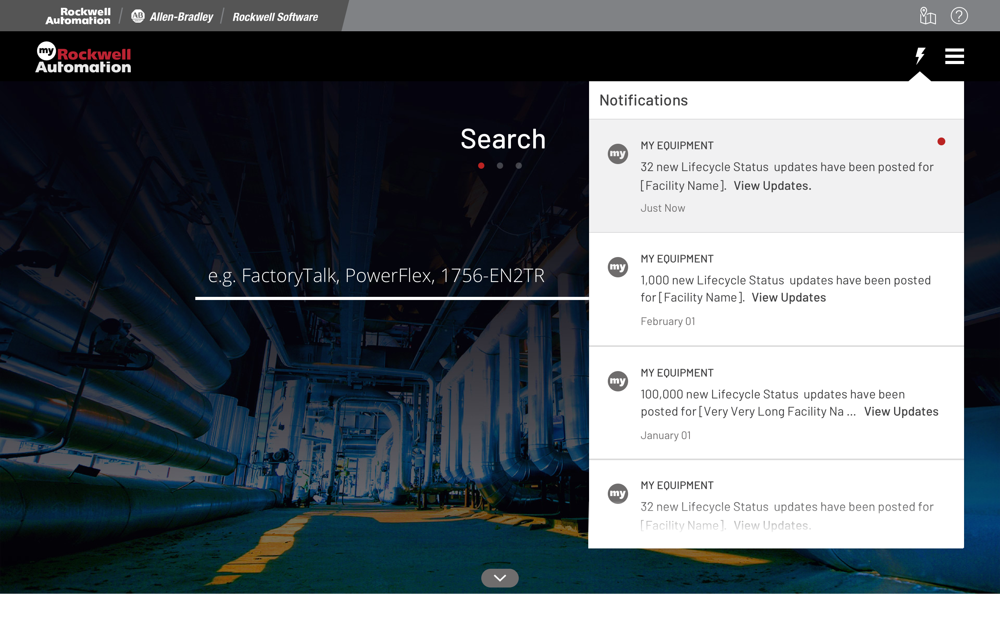 Rockwell
Automation
A-B
QUALITY
Allen-Bradley
Rockwell Software
my
Rockwell
Automation
Search
e.g. FactoryTalk, PowerFlex, 1756-EN2TR
Notifications
my
MY EQUIPMENT
32 new Lifecycle Status updates have been posted for
[Facility Name]. View Updates.
Just Now
my
MY EQUIPMENT
1,000 new Lifecycle Status updates have been posted
for [Facility Name]. View Updates
February 01
my
MY EQUIPMENT
100,000 new Lifecycle Status updates have been
posted for [Very Very Long Facility Na ... View Updates
January 01
my
MY EQUIPMENT
32 new Lifecycle Status updates have been posted for
[Facility Name]. View Updates.